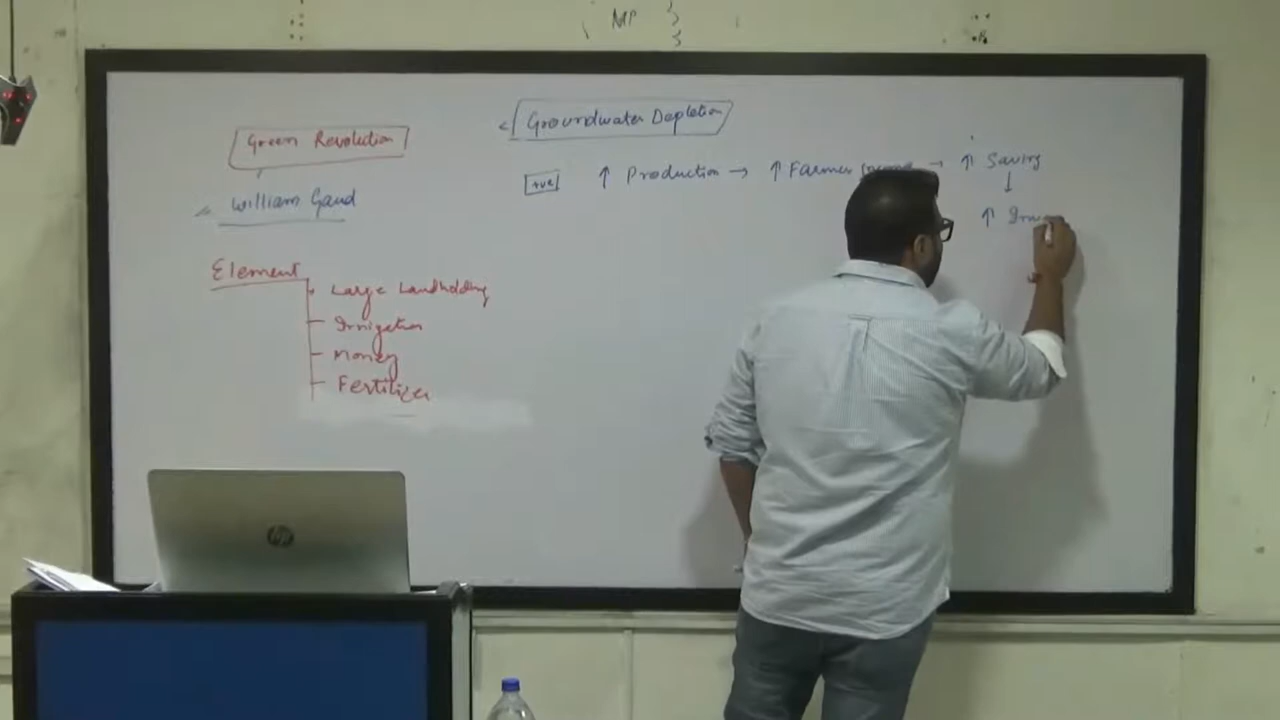 MP
Groundwater Depletion
Green Revolution
+ve ↑ Production → ↑ Farmer → ↑ Saving
↓
↑
William Gaud
Element
Large Landholding
Irrigation
Money
Fertilizer
hp